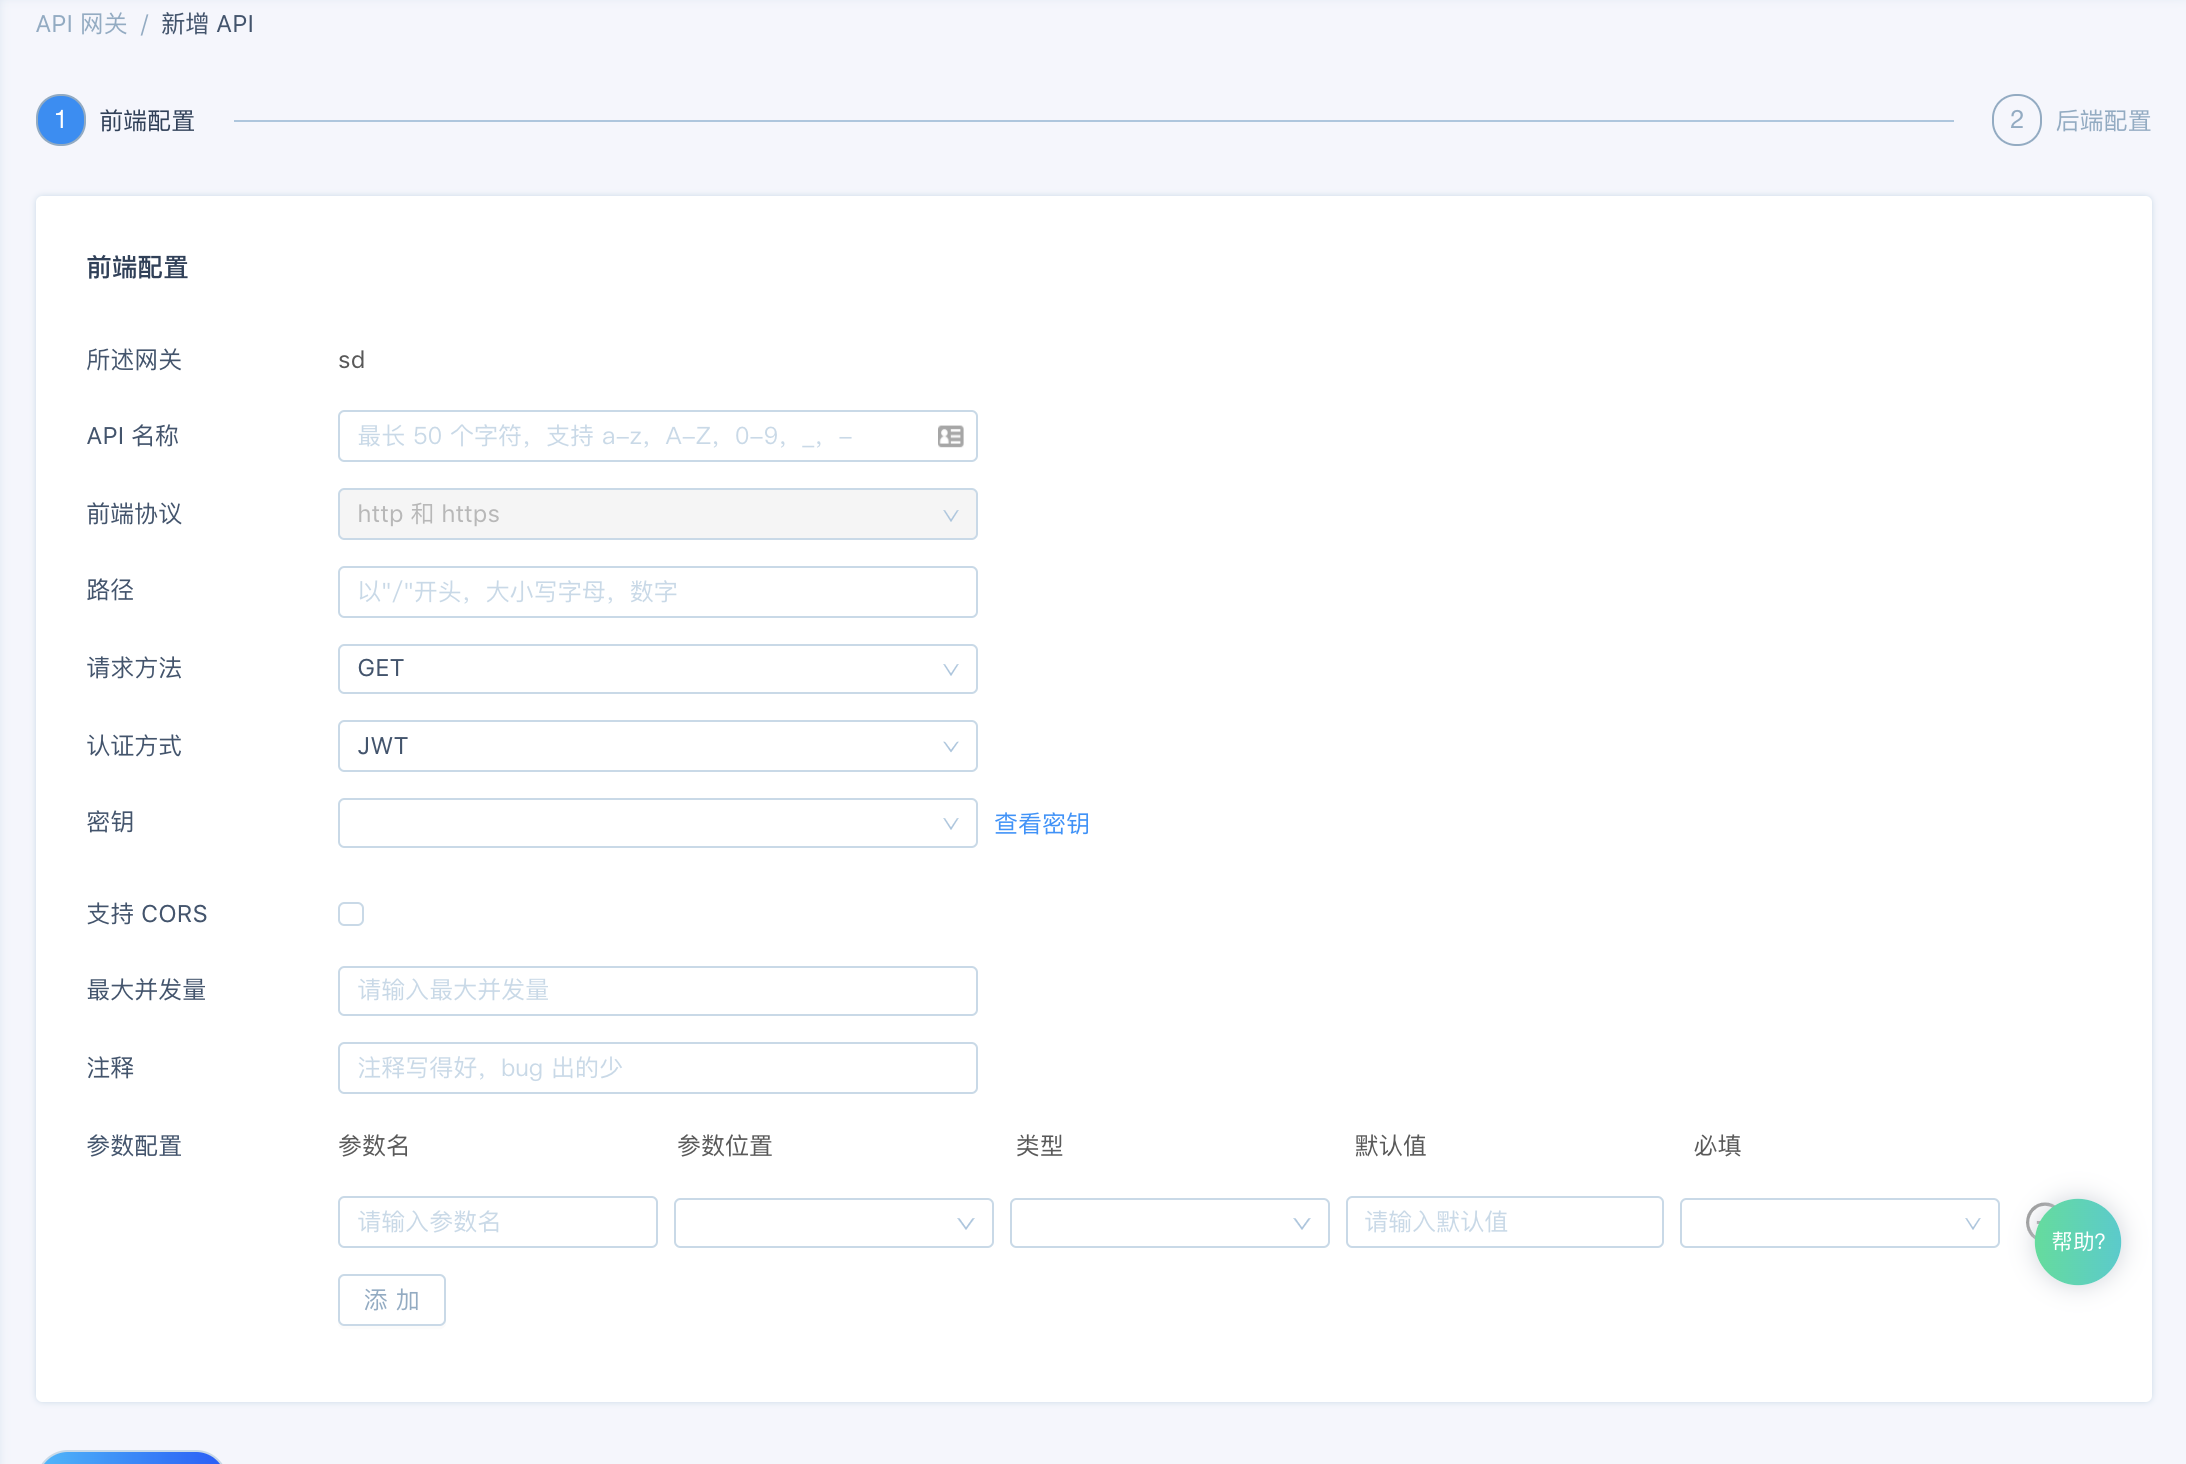 API 网关 / 新增 API
1 前端配置
2 后端配置
前端配置
所述网关 sd
API 名称 最长 50 个字符，支持 a-z，A-Z，0-9，_，-
前端协议 http 和 https
路径 以"/"开头，大小写字母，数字
请求方法 GET
认证方式 JWT
密钥 查看密钥
支持 CORS
最大并发量 请输入最大并发量
注释 注释写得好，bug 出的少
参数配置 参数名 参数位置 类型 默认值 必填
请输入参数名 请输入默认值
帮助?
添 加